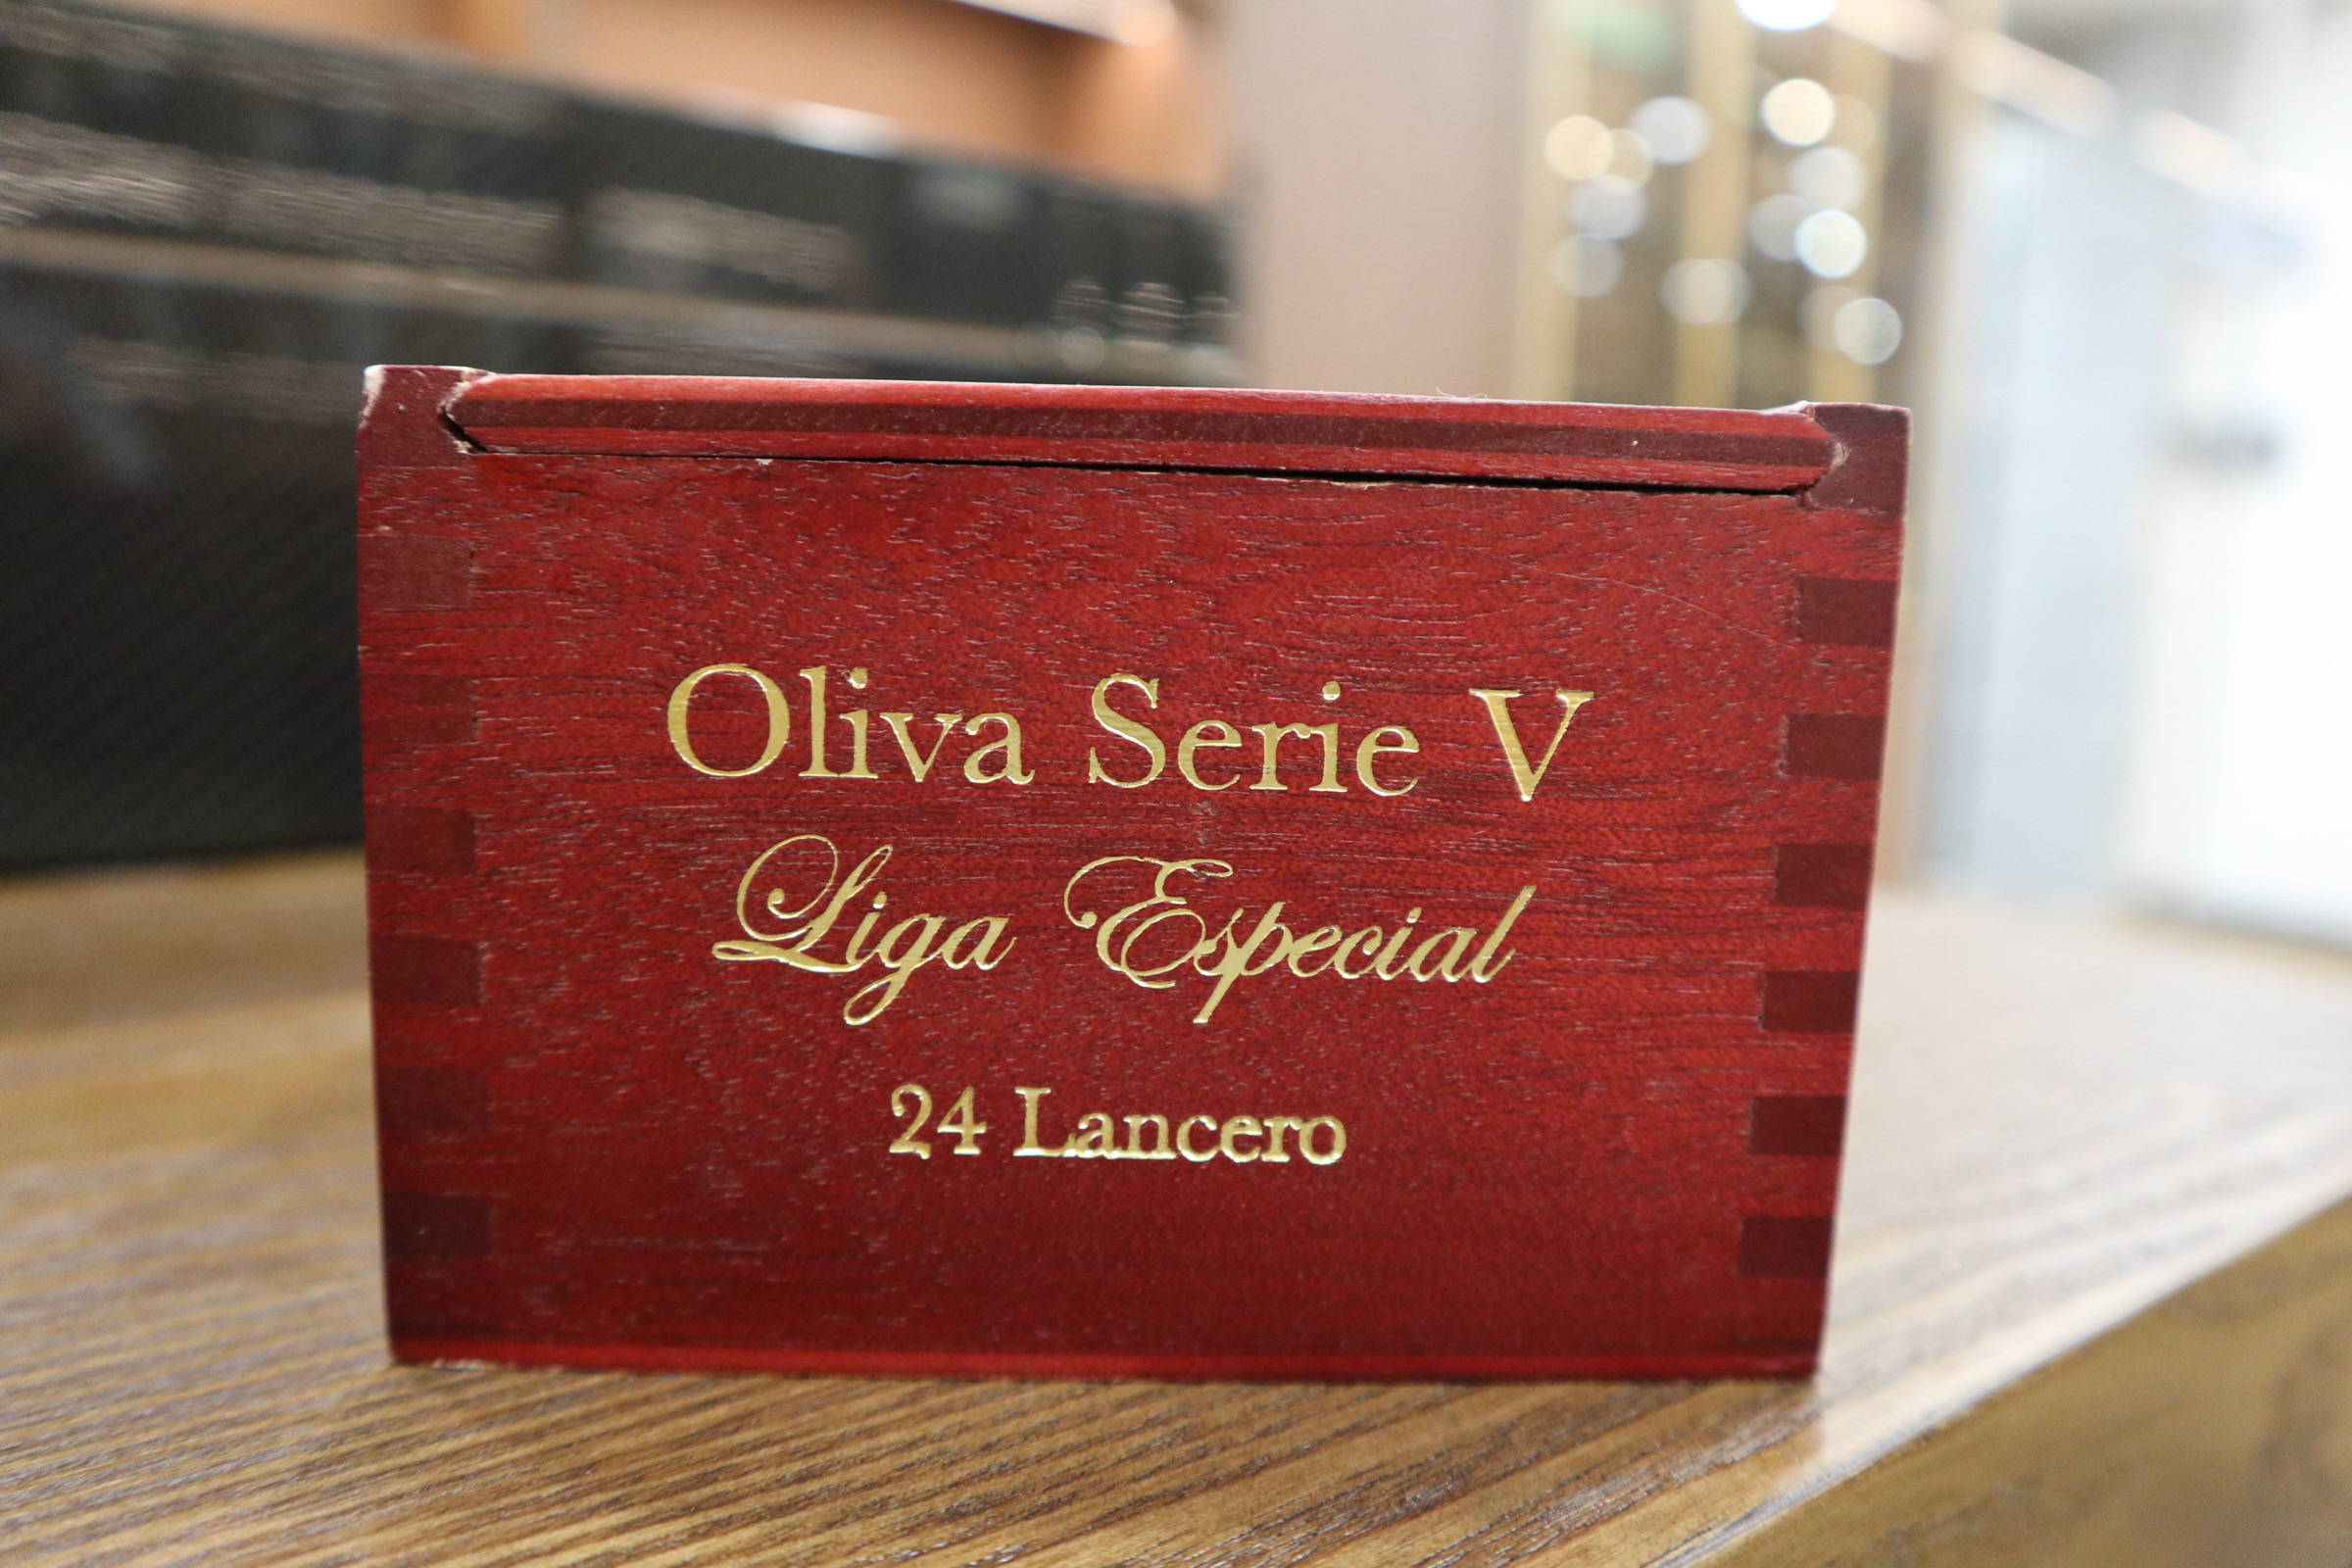 Oliva Serie V
Liga Especial
24 Lancero